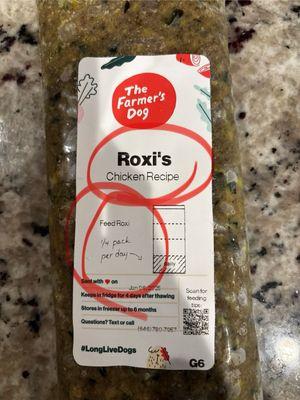 The
Farmer's
Dog
Roxi's
Chicken Recipe
Feed Roxi
1/4 pack
per day
Sent with ❤ on
Keeps in fridge for 4 days after thawing
Stores in freezer up to 6 months
Questions? Text or call
Scan for
feeding
tips
#LongLiveDogs
G6